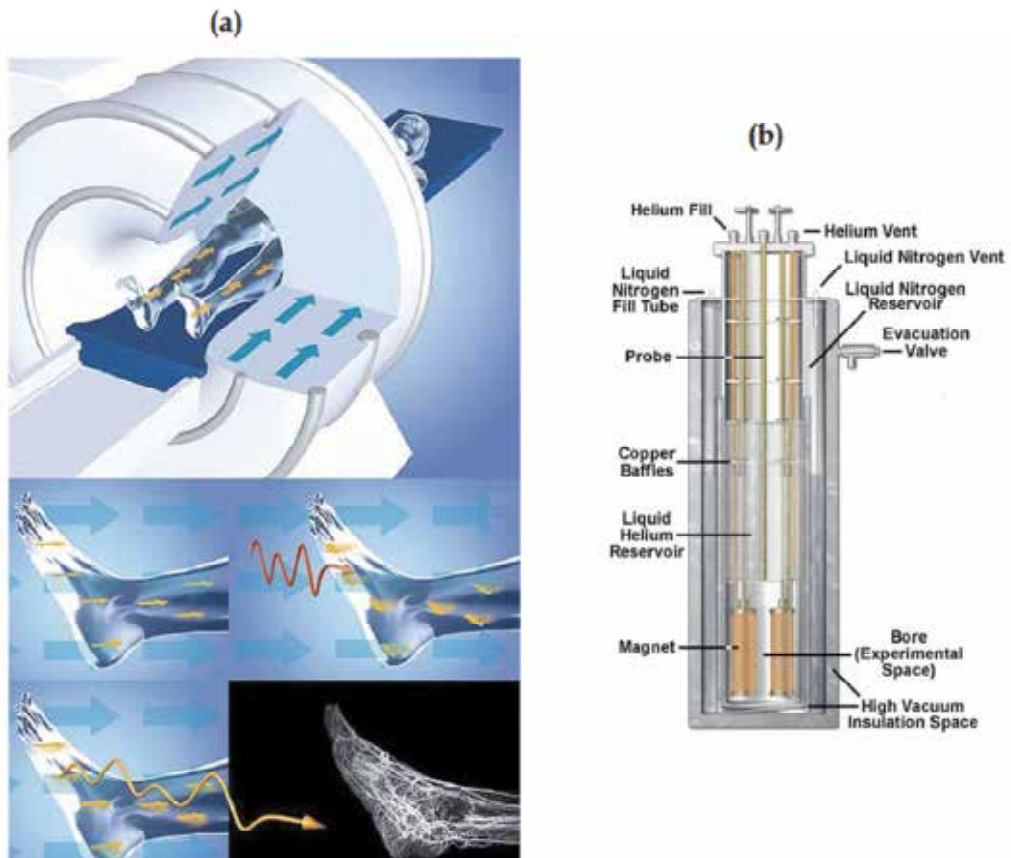 (a)
(b)
Helium Fill
Helium Vent
Liquid
Nitrogen
Fill Tube
Liquid Nitrogen Vent
Liquid Nitrogen
Reservoir
Evacuation
Valve
Probe
Copper
Baffles
Liquid
Helium
Reservoir
Magnet
Bore
(Experimental
Space)
High Vacuum
Insulation Space